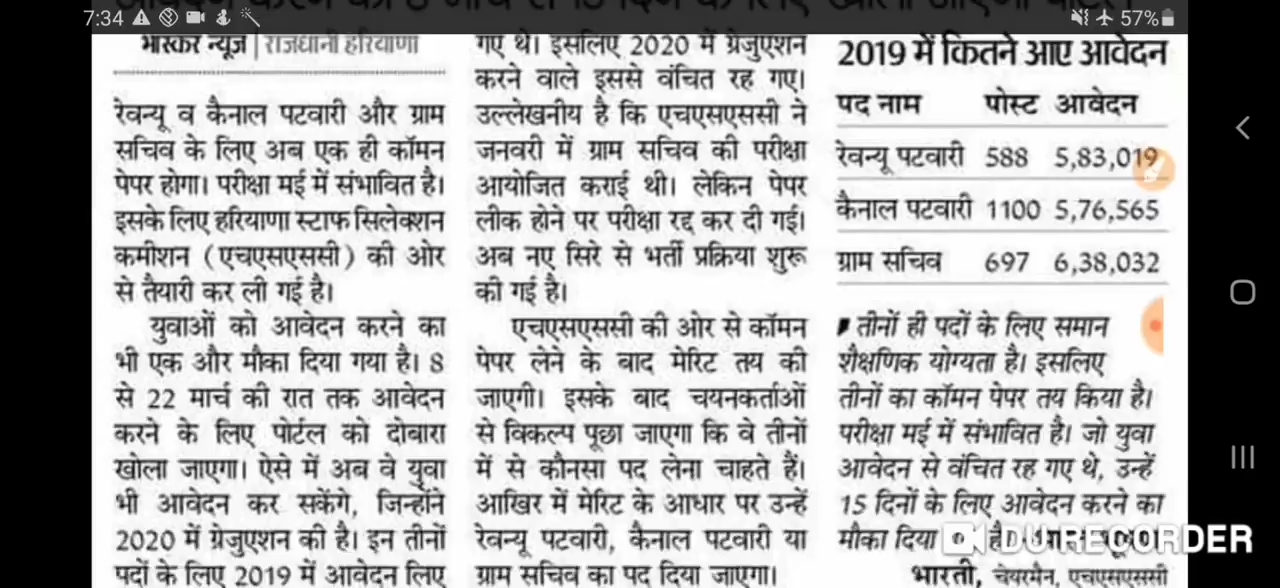 7:34
57%
भास्कर न्यूज | राजधानी हरियाणा
रेवन्यू व कैनाल पटवारी और ग्राम
सचिव के लिए अब एक ही कॉमन
पेपर होगा। परीक्षा मई में संभावित है।
इसके लिए हरियाणा स्टाफ सिलेक्शन
कमीशन (एचएसएससी) की ओर
से तैयारी कर ली गई है।
युवाओं को आवेदन करने का
भी एक और मौका दिया गया है। 8
से 22 मार्च की रात तक आवेदन
करने के लिए पोर्टल को दोबारा
खोला जाएगा। ऐसे में अब वे युवा
भी आवेदन कर सकेंगे, जिन्होंने
2020 में ग्रेजुएशन की है। इन तीनों
पदों के लिए 2019 में आवेदन लिए
गए थे। इसलिए 2020 में ग्रेजुएशन
करने वाले इससे वंचित रह गए।
उल्लेखनीय है कि एचएसएससी ने
जनवरी में ग्राम सचिव की परीक्षा
आयोजित कराई थी। लेकिन पेपर
लीक होने पर परीक्षा रद्द कर दी गई।
अब नए सिरे से भर्ती प्रक्रिया शुरू
की गई है।
एचएसएससी की ओर से कॉमन
पेपर लेने के बाद मेरिट तय की
जाएगी। इसके बाद चयनकर्ताओं
से विकल्प पूछा जाएगा कि वे तीनों
में से कौनसा पद लेना चाहते हैं।
आखिर में मेरिट के आधार पर उन्हें
रेवन्यू पटवारी, कैनाल पटवारी या
ग्राम सचिव का पद दिया जाएगा।
2019 में कितने आए आवेदन
पद नाम पोस्ट आवेदन
रेवन्यू पटवारी 588 5,83,019
कैनाल पटवारी 1100 5,76,565
ग्राम सचिव 697 6,38,032
तीनों ही पदों के लिए समान
शैक्षणिक योग्यता है। इसलिए
तीनों का कॉमन पेपर तय किया है।
परीक्षा मई में संभावित है। जो युवा
आवेदन से वंचित रह गए थे, उन्हें
15 दिनों के लिए आवेदन करने का
मौका दिया है।
DU RECORDER
भारती, चेयरमैन, एचएसएससी